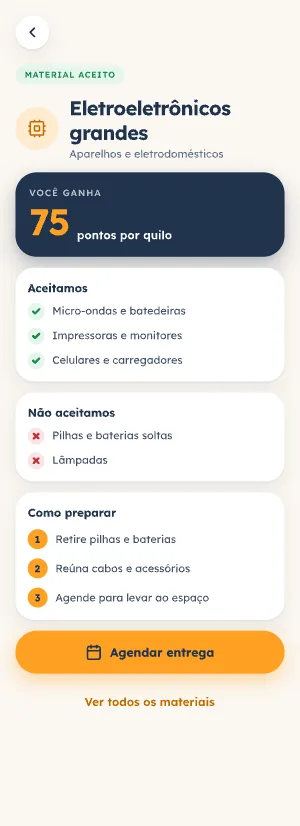 MATERIAL ACEITO
Eletroeletrônicos
grandes
Aparelhos e eletrodomésticos
VOCÊ GANHA
75 pontos por quilo
Aceitamos
Micro-ondas e batedeiras
Impressoras e monitores
Celulares e carregadores
Não aceitamos
Pilhas e baterias soltas
Lâmpadas
Como preparar
1 Retire pilhas e baterias
2 Reúna cabos e acessórios
3 Agende para levar ao espaço
Agendar entrega
Ver todos os materiais